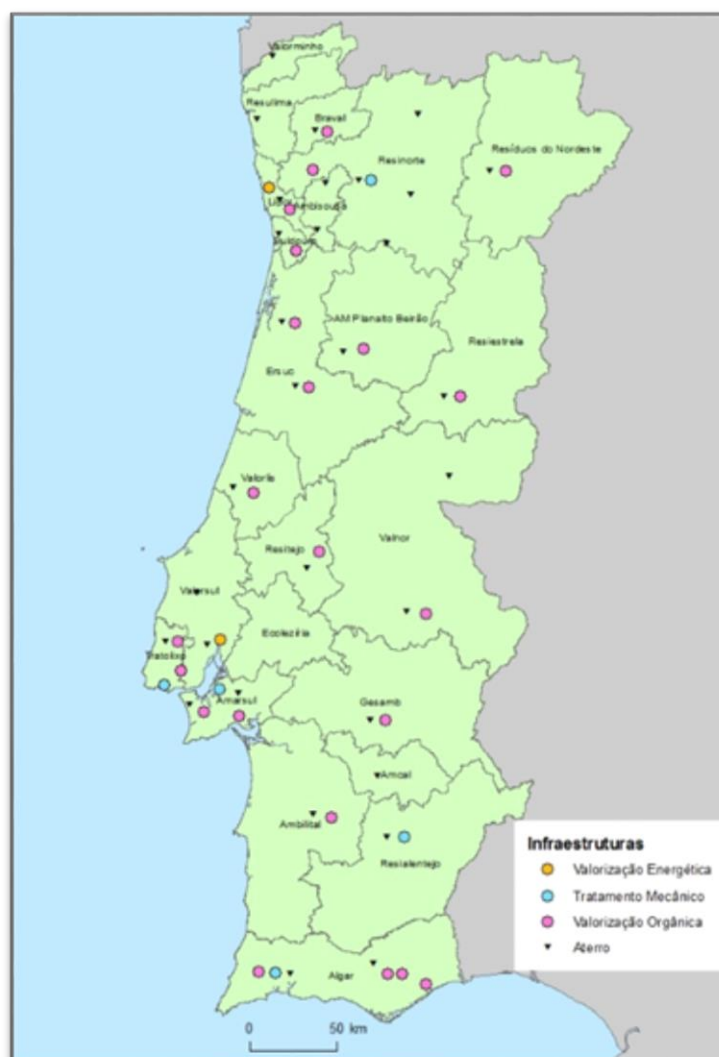 Valorminho
Resulima
Braval
Resinorte
Resíduos do Nordeste
Ambisousa
AM Planalto Beirão
Resiestrela
Ersuc
Valorlis
Resitejo
Valnor
Valorsul
Ecolezíria
Tratolixo
Amarsul
Gesamb
Amcal
Ambilital
Resialentejo
Algar
Infraestruturas
Valorização Energética
Tratamento Mecânico
Valorização Orgânica
Aterro
0 50 km